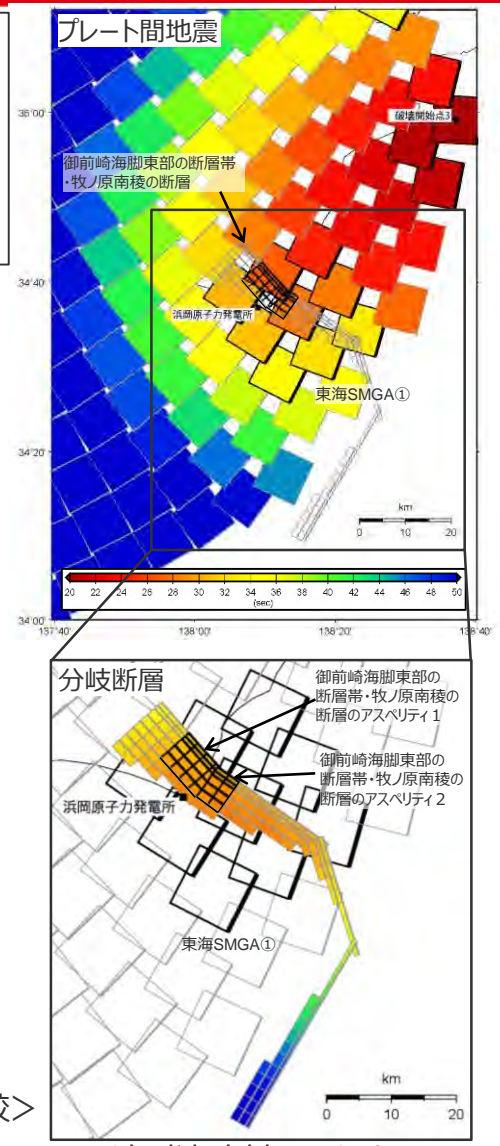 プレート間地震
35°00'
破壊開始点3
御前崎海脚東部の断層帯
・牧ノ原南稜の断層
34°40'
浜岡原子力発電所
東海SMGA①
34°20'
km
0 10 20
20 22 24 26 28 30 32 34 36 38 40 42 44 46 48 50
(sec)
34°00'
137°40' 138°00' 138°20' 138°40'
分岐断層
御前崎海脚東部の
断層帯・牧ノ原南稜の
断層のアスペリティ1
御前崎海脚東部の
断層帯・牧ノ原南稜の
断層のアスペリティ2
浜岡原子力発電所
東海SMGA①
km
0 10 20
較＞